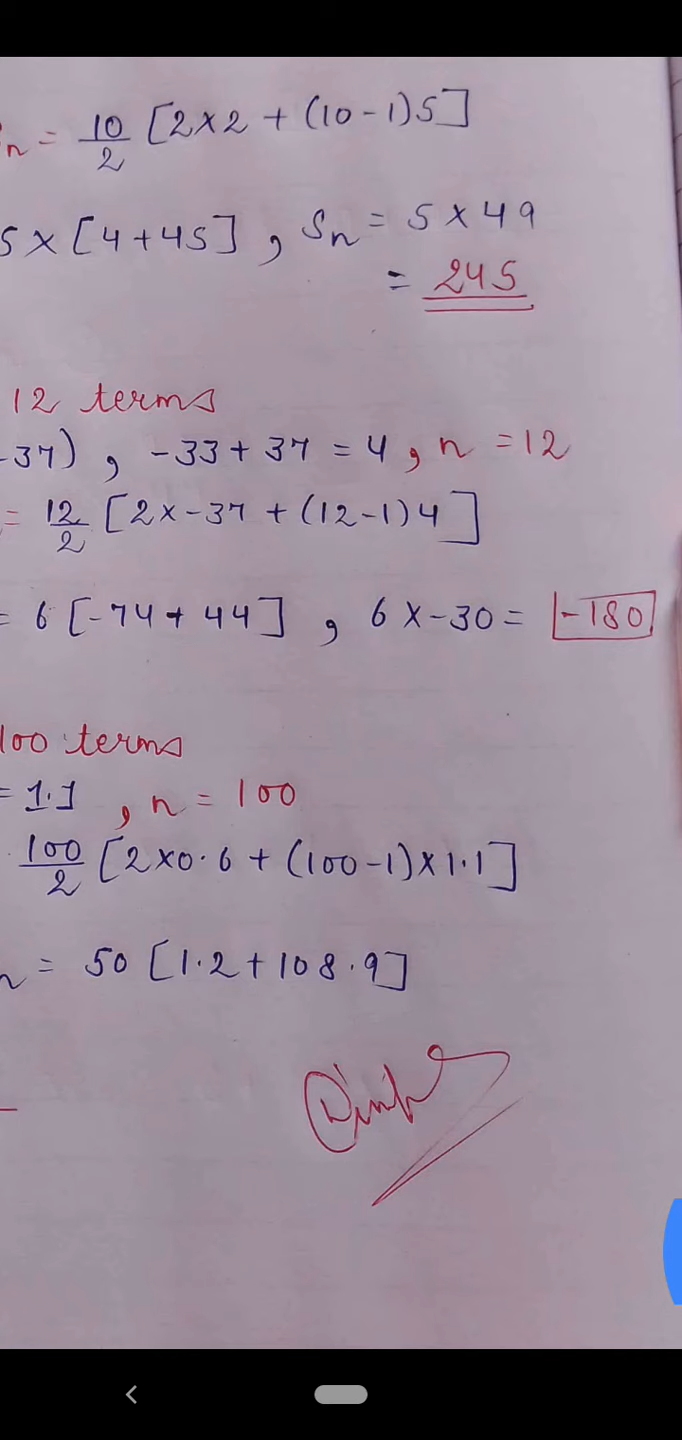 n = 10/2 [2×2 + (10-1)5]
5 × [4+45] , Sn = 5 × 49
= 245
12 terms
-37) , -33 + 37 = 4 , n = 12
= 12/2 [2×-37 + (12-1)4]
= 6 [-74+44] , 6 × -30 = -180
100 terms
= 1.1 , n = 100
100/2 [2×0.6 + (100-1)×1.1]
n = 50 [1.2+108.9]